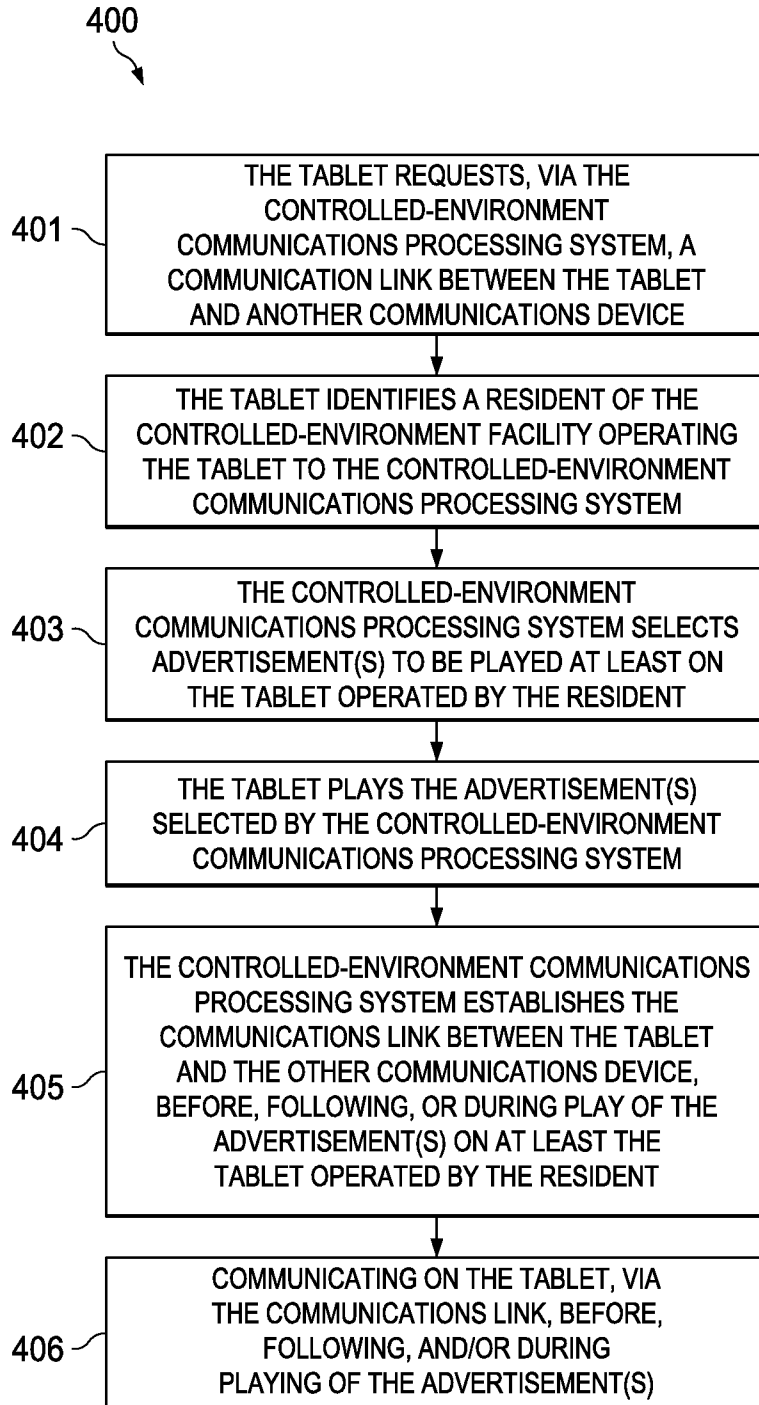 400
401
THE TABLET REQUESTS, VIA THE
CONTROLLED-ENVIRONMENT
COMMUNICATIONS PROCESSING SYSTEM, A
COMMUNICATION LINK BETWEEN THE TABLET
AND ANOTHER COMMUNICATIONS DEVICE
402
THE TABLET IDENTIFIES A RESIDENT OF THE
CONTROLLED-ENVIRONMENT FACILITY OPERATING
THE TABLET TO THE CONTROLLED-ENVIRONMENT
COMMUNICATIONS PROCESSING SYSTEM
403
THE CONTROLLED-ENVIRONMENT
COMMUNICATIONS PROCESSING SYSTEM SELECTS
ADVERTISEMENT(S) TO BE PLAYED AT LEAST ON
THE TABLET OPERATED BY THE RESIDENT
404
THE TABLET PLAYS THE ADVERTISEMENT(S)
SELECTED BY THE CONTROLLED-ENVIRONMENT
COMMUNICATIONS PROCESSING SYSTEM
405
THE CONTROLLED-ENVIRONMENT COMMUNICATIONS
PROCESSING SYSTEM ESTABLISHES THE
COMMUNICATIONS LINK BETWEEN THE TABLET
AND THE OTHER COMMUNICATIONS DEVICE,
BEFORE, FOLLOWING, OR DURING PLAY OF THE
ADVERTISEMENT(S) ON AT LEAST THE
TABLET OPERATED BY THE RESIDENT
406
COMMUNICATING ON THE TABLET, VIA
THE COMMUNICATIONS LINK, BEFORE,
FOLLOWING, AND/OR DURING
PLAYING OF THE ADVERTISEMENT(S)